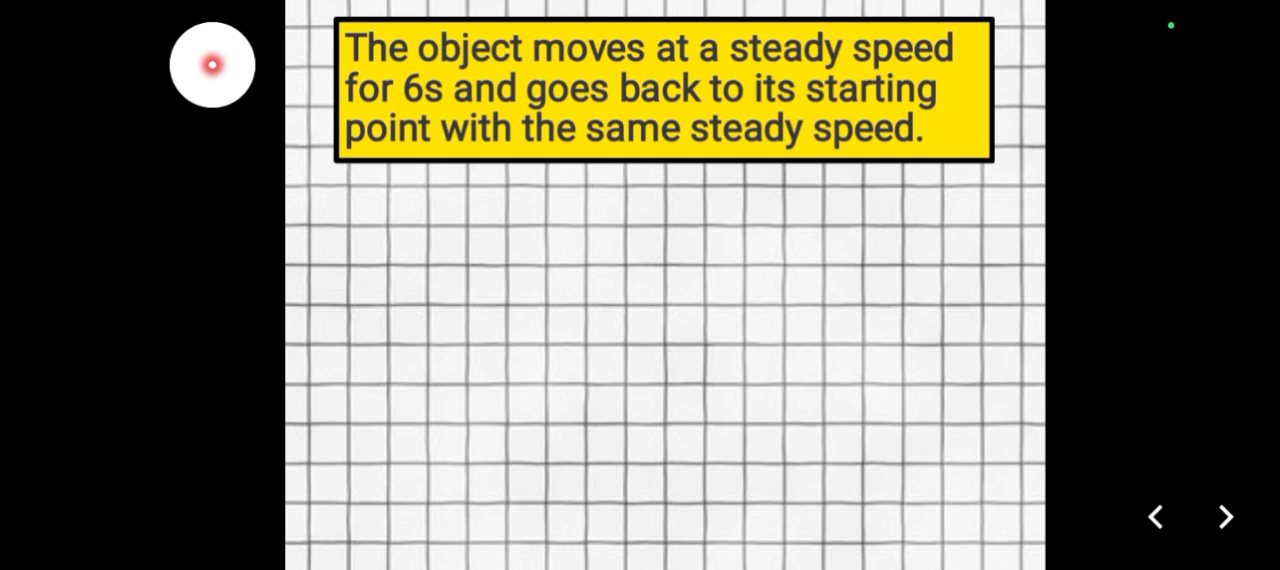 The object moves at a steady speed
for 6s and goes back to its starting
point with the same steady speed.